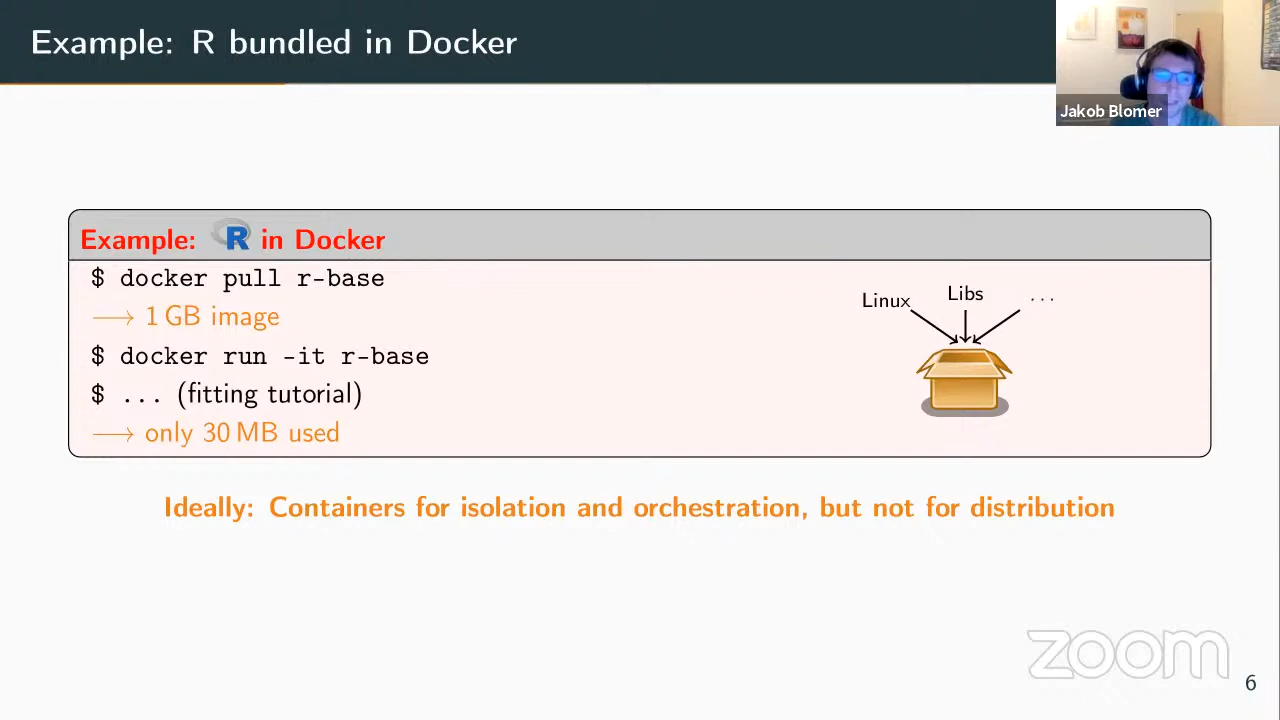 Example: R bundled in Docker
Jakob Blomer
Example: R in Docker
$ docker pull r-base
⟶ 1 GB image
$ docker run -it r-base
$ ... (fitting tutorial)
⟶ only 30 MB used
Linux
Libs
...
Ideally: Containers for isolation and orchestration, but not for distribution
zoom
6